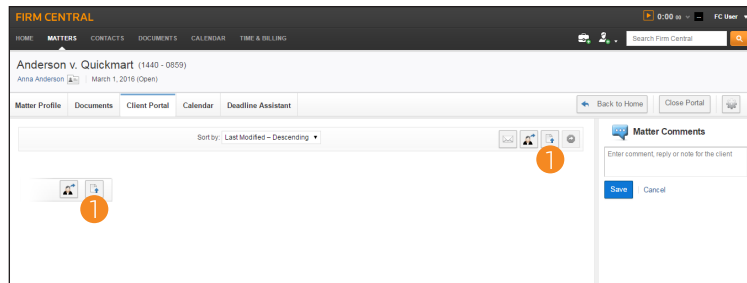 FIRM CENTRAL
0:00
FC User
HOME MATTERS CONTACTS DOCUMENTS CALENDAR TIME & BILLING
Search Firm Central
Anderson v. Quickmart (1440 - 0859)
Anna Anderson | March 1, 2016 (Open)
Matter Profile Documents Client Portal Calendar Deadline Assistant
Back to Home Close Portal
Sort by: Last Modified – Descending
1
1
Matter Comments
Enter comment, reply or note for the client
Save Cancel